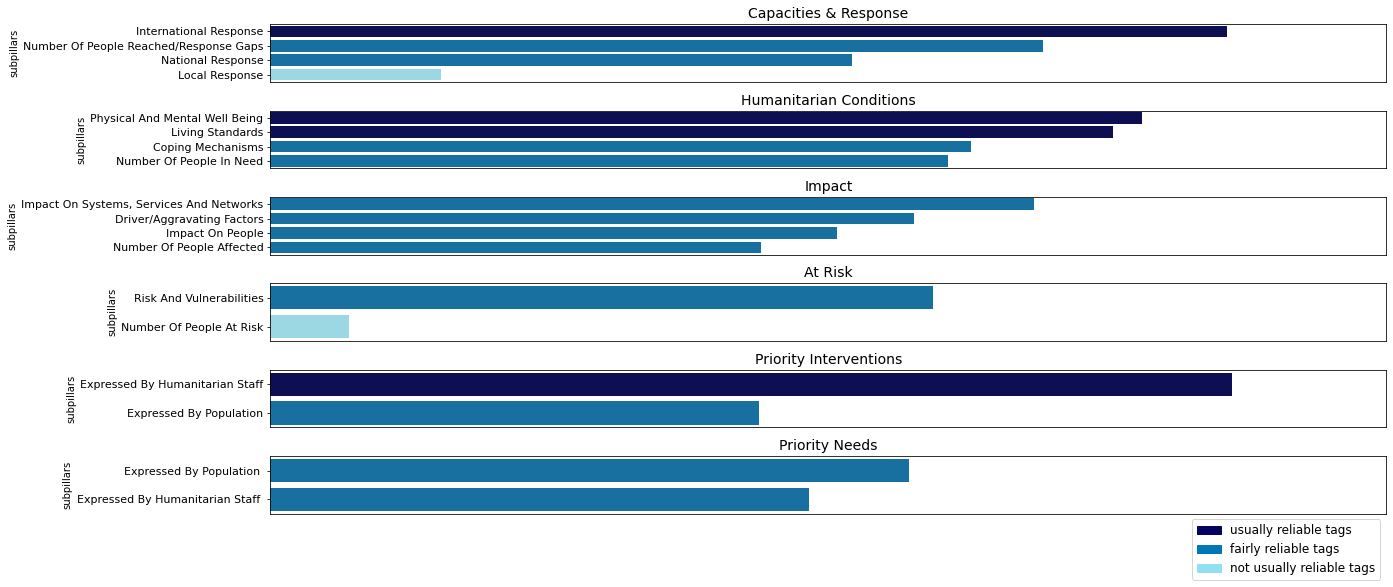 Capacities & Response
subpillars
International Response
Number Of People Reached/Response Gaps
National Response
Local Response
Humanitarian Conditions
subpillars
Physical And Mental Well Being
Living Standards
Coping Mechanisms
Number Of People In Need
Impact
subpillars
Impact On Systems, Services And Networks
Driver/Aggravating Factors
Impact On People
Number Of People Affected
At Risk
subpillars
Risk And Vulnerabilities
Number Of People At Risk
Priority Interventions
subpillars
Expressed By Humanitarian Staff
Expressed By Population
Priority Needs
subpillars
Expressed By Population
Expressed By Humanitarian Staff
usually reliable tags
fairly reliable tags
not usually reliable tags